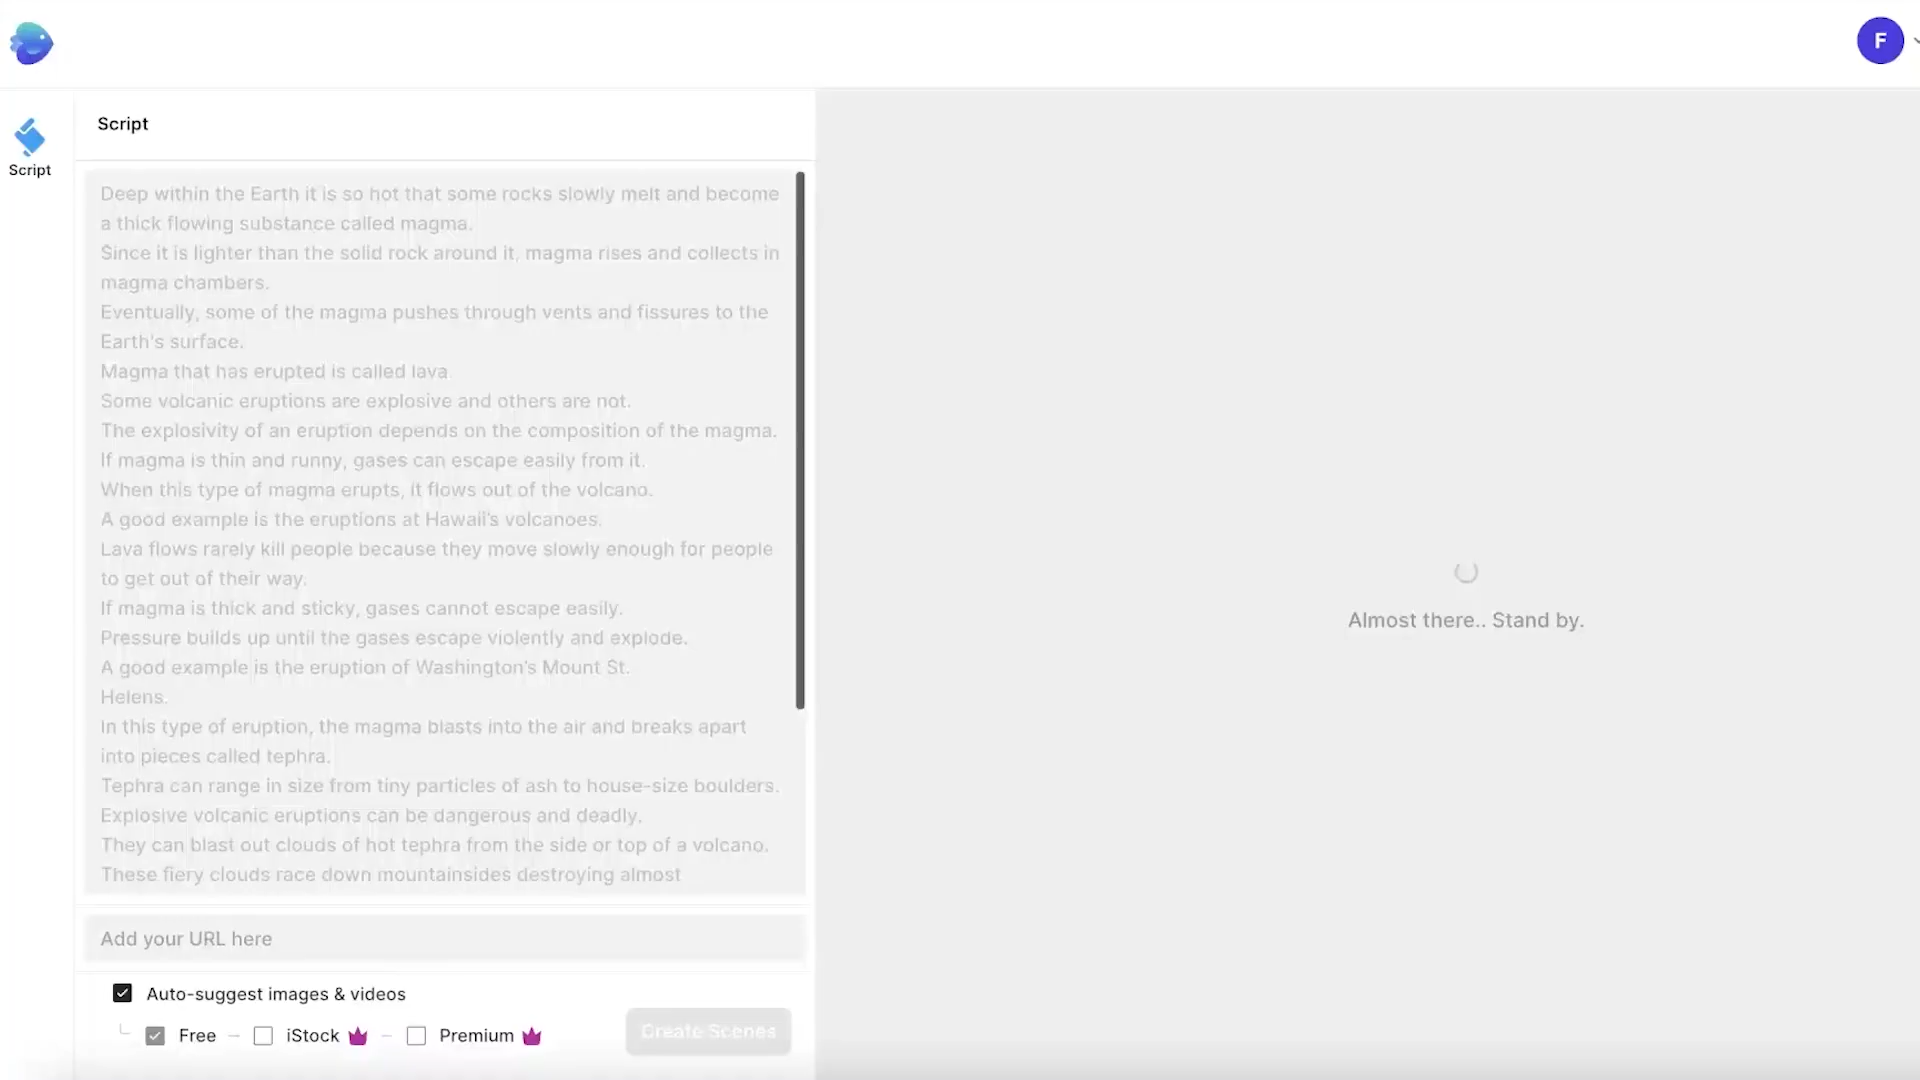 F
Script
Script
Deep within the Earth it is so hot that some rocks slowly melt and become
a thick flowing substance called magma.
Since it is lighter than the solid rock around it, magma rises and collects in
magma chambers.
Eventually, some of the magma pushes through vents and fissures to the
Earth's surface.
Magma that has erupted is called lava.
Some volcanic eruptions are explosive and others are not.
The explosivity of an eruption depends on the composition of the magma.
If magma is thin and runny, gases can escape easily from it.
When this type of magma erupts, it flows out of the volcano.
A good example is the eruptions at Hawaii's volcanoes.
Lava flows rarely kill people because they move slowly enough for people
to get out of their way.
If magma is thick and sticky, gases cannot escape easily.
Pressure builds up until the gases escape violently and explode.
A good example is the eruption of Washington's Mount St.
Helens.
In this type of eruption, the magma blasts into the air and breaks apart
into pieces called tephra.
Tephra can range in size from tiny particles of ash to house-size boulders.
Explosive volcanic eruptions can be dangerous and deadly.
They can blast out clouds of hot tephra from the side or top of a volcano.
These fiery clouds race down mountainsides destroying almost
Add your URL here
Auto-suggest images & videos
Free – iStock – Premium
Create Scenes
Almost there.. Stand by.